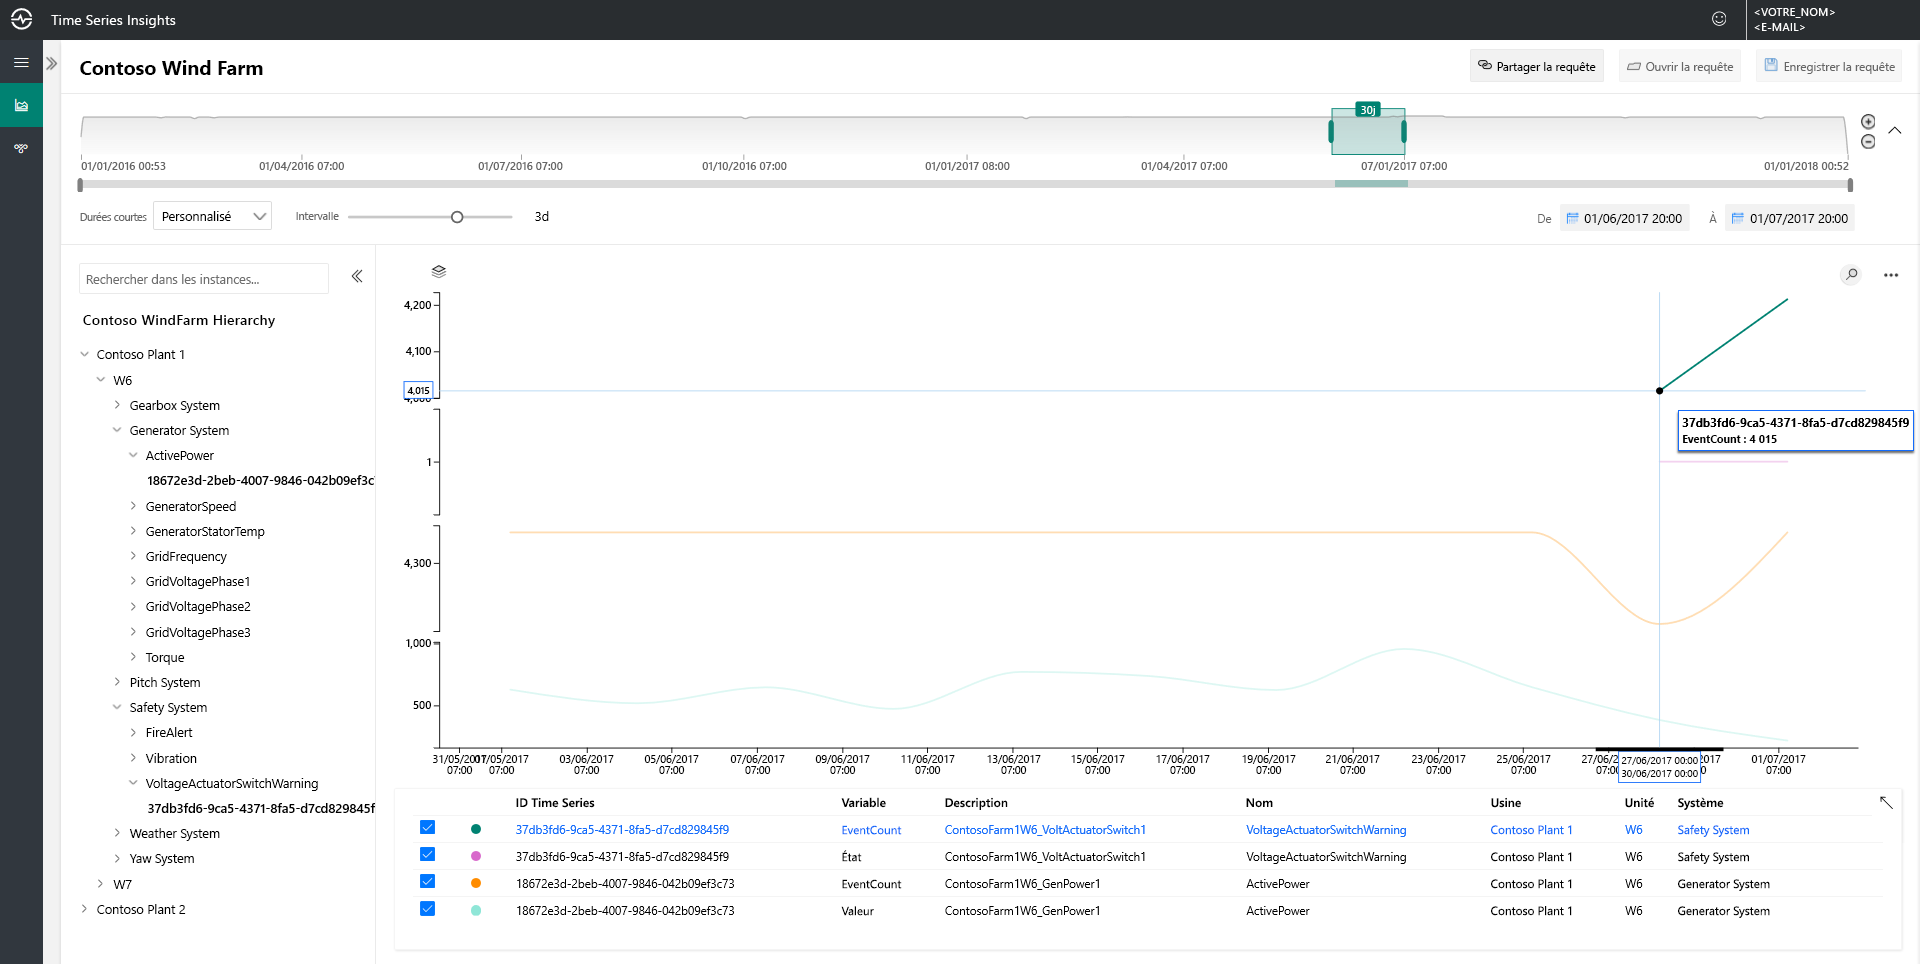 Time Series Insights
<VOTRE_NOM>
<E-MAIL>
Contoso Wind Farm
Partager la requête
Ouvrir la requête
Enregistrer la requête
30j
01/01/2016 00:53
01/04/2016 07:00
01/07/2016 07:00
01/10/2016 07:00
01/01/2017 08:00
01/04/2017 07:00
07/01/2017 07:00
01/01/2018 00:52
Durées courtes
Personnalisé
Intervalle
3d
De
01/06/2017 20:00
À
01/07/2017 20:00
Rechercher dans les instances...
Contoso WindFarm Hierarchy
Contoso Plant 1
W6
Gearbox System
Generator System
ActivePower
18672e3d-2beb-4007-9846-042b09ef3c
GeneratorSpeed
GeneratorStatorTemp
GridFrequency
GridVoltagePhase1
GridVoltagePhase2
GridVoltagePhase3
Torque
Pitch System
Safety System
FireAlert
Vibration
VoltageActuatorSwitchWarning
37db3fd6-9ca5-4371-8fa5-d7cd829845f
Weather System
Yaw System
W7
Contoso Plant 2
4,200
4,100
4,015
1
4,300
1,000
500
37db3fd6-9ca5-4371-8fa5-d7cd829845f9
EventCount : 4 015
31/05/2017 07:00
01/05/2017 07:00
03/06/2017 07:00
05/06/2017 07:00
07/06/2017 07:00
09/06/2017 07:00
11/06/2017 07:00
13/06/2017 07:00
15/06/2017 07:00
17/06/2017 07:00
19/06/2017 07:00
21/06/2017 07:00
23/06/2017 07:00
25/06/2017 07:00
27/06/2017 00:00
30/06/2017 00:00
01/07/2017 07:00
ID Time Series Variable Description Nom Usine Unité Système
37db3fd6-9ca5-4371-8fa5-d7cd829845f9 EventCount ContosoFarm1W6_VoltActuatorSwitch1 VoltageActuatorSwitchWarning Contoso Plant 1 W6 Safety System
37db3fd6-9ca5-4371-8fa5-d7cd829845f9 État ContosoFarm1W6_VoltActuatorSwitch1 VoltageActuatorSwitchWarning Contoso Plant 1 W6 Safety System
18672e3d-2beb-4007-9846-042b09ef3c73 EventCount ContosoFarm1W6_GenPower1 ActivePower Contoso Plant 1 W6 Generator System
18672e3d-2beb-4007-9846-042b09ef3c73 Valeur ContosoFarm1W6_GenPower1 ActivePower Contoso Plant 1 W6 Generator System